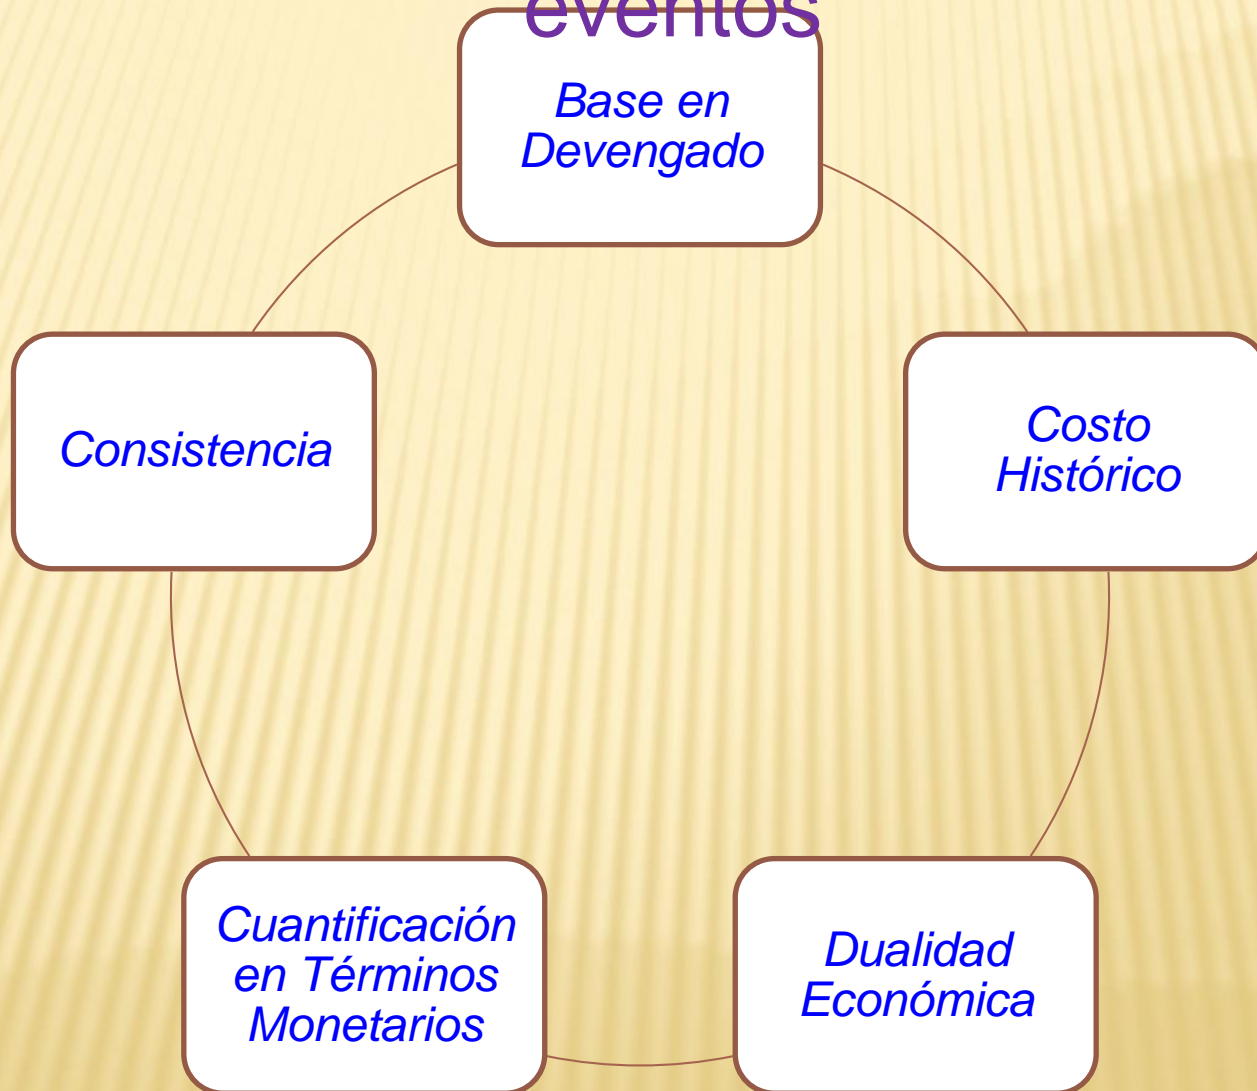 eventos
Base en
Devengado
Consistencia
Costo
Histórico
Cuantificación
en Términos
Monetarios
Dualidad
Económica